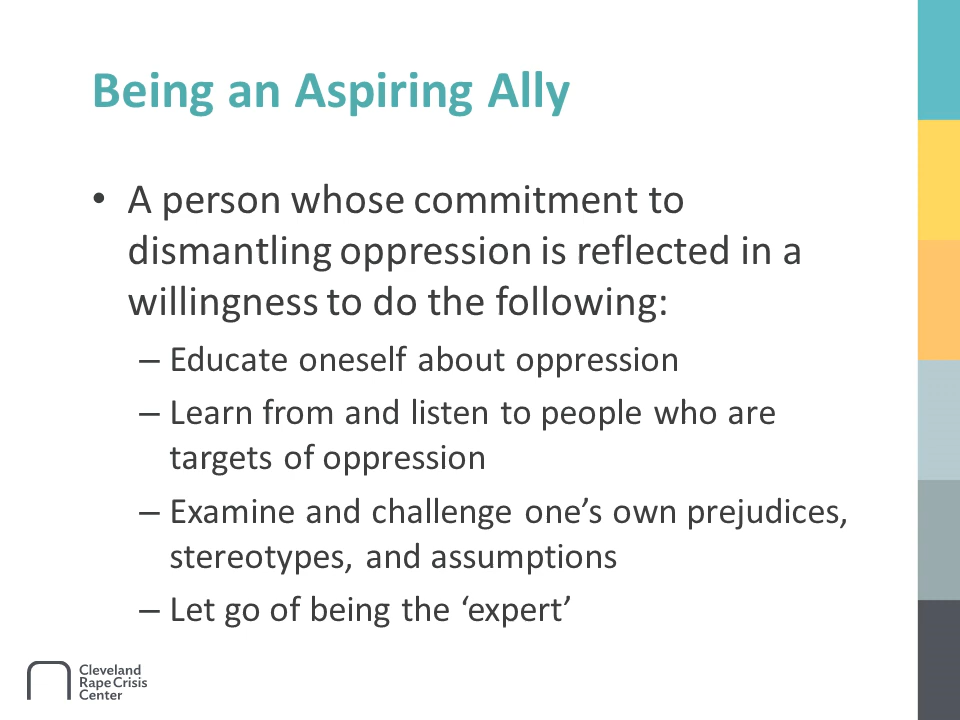 Being an Aspiring Ally
• A person whose commitment to
dismantling oppression is reflected in a
willingness to do the following:
– Educate oneself about oppression
– Learn from and listen to people who are
targets of oppression
– Examine and challenge one’s own prejudices,
stereotypes, and assumptions
– Let go of being the ‘expert’
Cleveland
Rape Crisis
Center